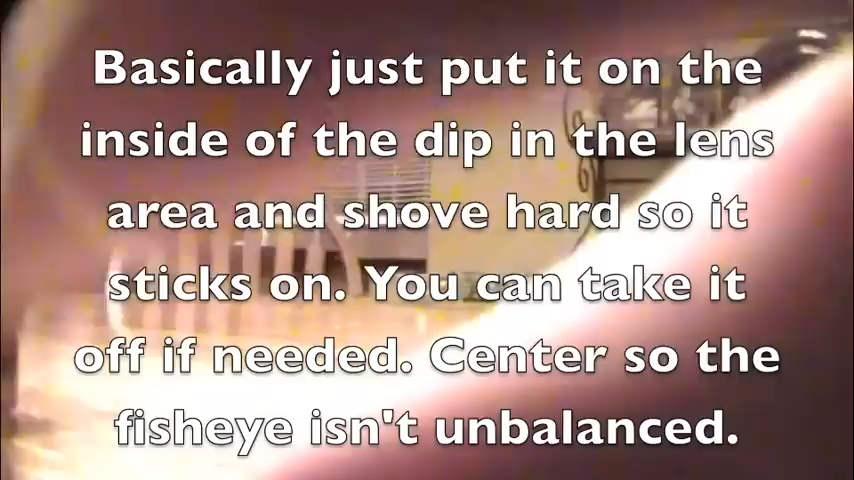 Basically just put it on the
inside of the dip in the lens
area and shove hard so it
sticks on. You can take it
off if needed. Center so the
fisheye isn't unbalanced.